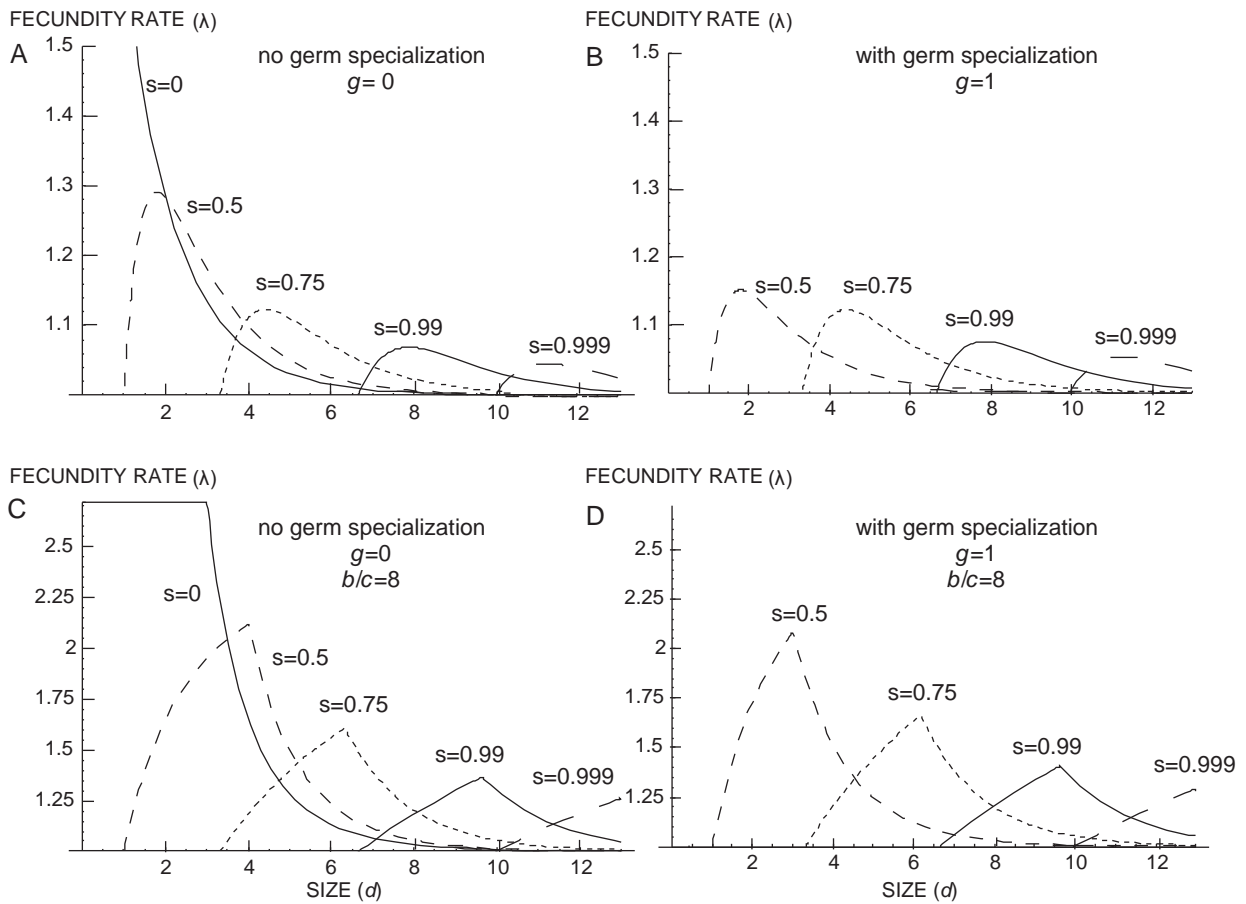 FECUNDITY RATE (λ)
A
no germ specialization
g= 0
1.5
1.4
1.3
1.2
1.1
s=0
s=0.5
s=0.75
s=0.99
s=0.999
2 4 6 8 10 12
FECUNDITY RATE (λ)
B
with germ specialization
g=1
1.5
1.4
1.3
1.2
1.1
s=0.5
s=0.75
s=0.99
s=0.999
2 4 6 8 10 12
FECUNDITY RATE (λ)
C
no germ specialization
g=0
b/c=8
2.5
2.25
2
1.75
1.5
1.25
s=0
s=0.5
s=0.75
s=0.99
s=0.999
2 4 6 8 10 12
SIZE (d)
FECUNDITY RATE (λ)
D
with germ specialization
g=1
b/c=8
2.5
2.25
2
1.75
1.5
1.25
s=0.5
s=0.75
s=0.99
s=0.999
2 4 6 8 10 12
SIZE (d)